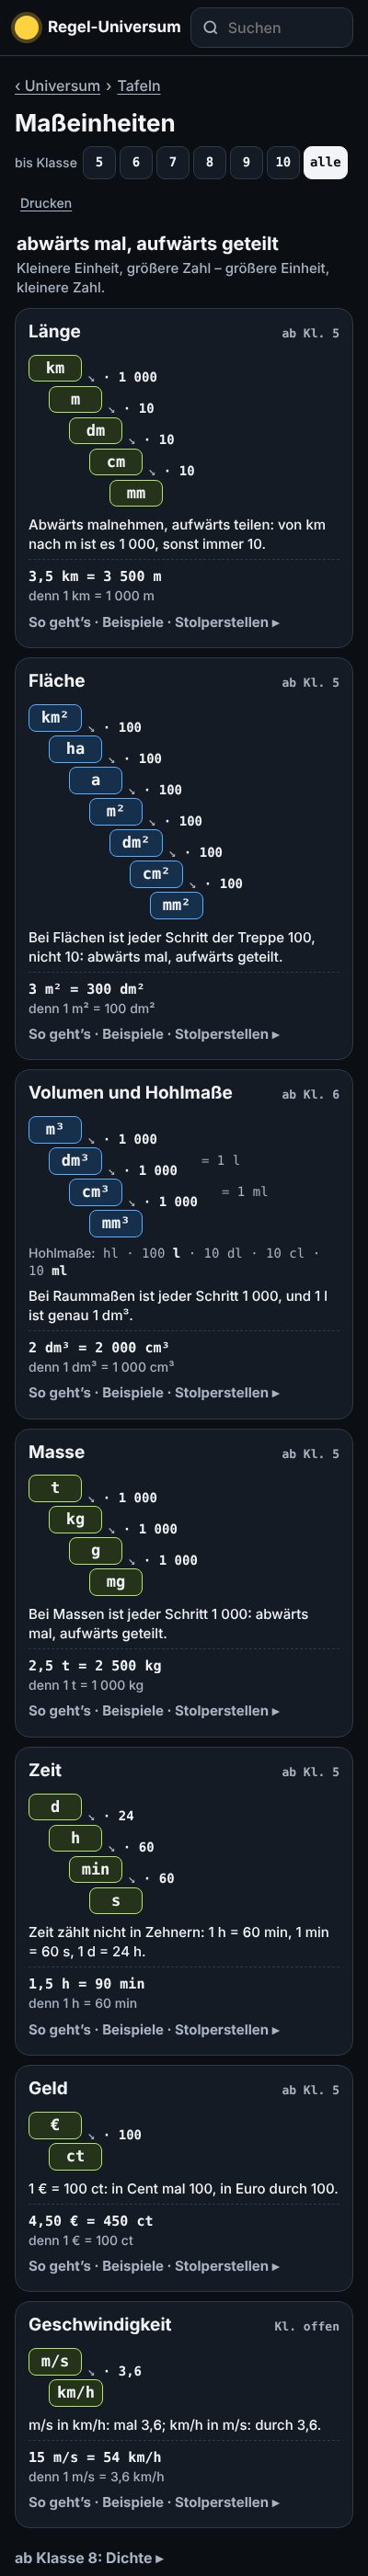 Regel-Universum
Suchen
‹ Universum › Tafeln
Maßeinheiten
bis Klasse 5 6 7 8 9 10 alle
Drucken
abwärts mal, aufwärts geteilt
Kleinere Einheit, größere Zahl – größere Einheit,
kleinere Zahl.
Länge ab Kl. 5
km ↘ · 1 000
m ↘ · 10
dm ↘ · 10
cm ↘ · 10
mm
Abwärts malnehmen, aufwärts teilen: von km
nach m ist es 1 000, sonst immer 10.
3,5 km = 3 500 m
denn 1 km = 1 000 m
So geht’s · Beispiele · Stolperstellen ▸
Fläche ab Kl. 5
km² ↘ · 100
ha ↘ · 100
a ↘ · 100
m² ↘ · 100
dm² ↘ · 100
cm² ↘ · 100
mm²
Bei Flächen ist jeder Schritt der Treppe 100,
nicht 10: abwärts mal, aufwärts geteilt.
3 m² = 300 dm²
denn 1 m² = 100 dm²
So geht’s · Beispiele · Stolperstellen ▸
Volumen und Hohlmaße ab Kl. 6
m³ ↘ · 1 000
dm³ ↘ · 1 000 = 1 l
cm³ ↘ · 1 000 = 1 ml
mm³
Hohlmaße: hl · 100 l · 10 dl · 10 cl ·
10 ml
Bei Raummaßen ist jeder Schritt 1 000, und 1 l
ist genau 1 dm³.
2 dm³ = 2 000 cm³
denn 1 dm³ = 1 000 cm³
So geht’s · Beispiele · Stolperstellen ▸
Masse ab Kl. 5
t ↘ · 1 000
kg ↘ · 1 000
g ↘ · 1 000
mg
Bei Massen ist jeder Schritt 1 000: abwärts
mal, aufwärts geteilt.
2,5 t = 2 500 kg
denn 1 t = 1 000 kg
So geht’s · Beispiele · Stolperstellen ▸
Zeit ab Kl. 5
d ↘ · 24
h ↘ · 60
min ↘ · 60
s
Zeit zählt nicht in Zehnern: 1 h = 60 min, 1 min
= 60 s, 1 d = 24 h.
1,5 h = 90 min
denn 1 h = 60 min
So geht’s · Beispiele · Stolperstellen ▸
Geld ab Kl. 5
€ ↘ · 100
ct
1 € = 100 ct: in Cent mal 100, in Euro durch 100.
4,50 € = 450 ct
denn 1 € = 100 ct
So geht’s · Beispiele · Stolperstellen ▸
Geschwindigkeit Kl. offen
m/s ↘ · 3,6
km/h
m/s in km/h: mal 3,6; km/h in m/s: durch 3,6.
15 m/s = 54 km/h
denn 1 m/s = 3,6 km/h
So geht’s · Beispiele · Stolperstellen ▸
ab Klasse 8: Dichte ▸